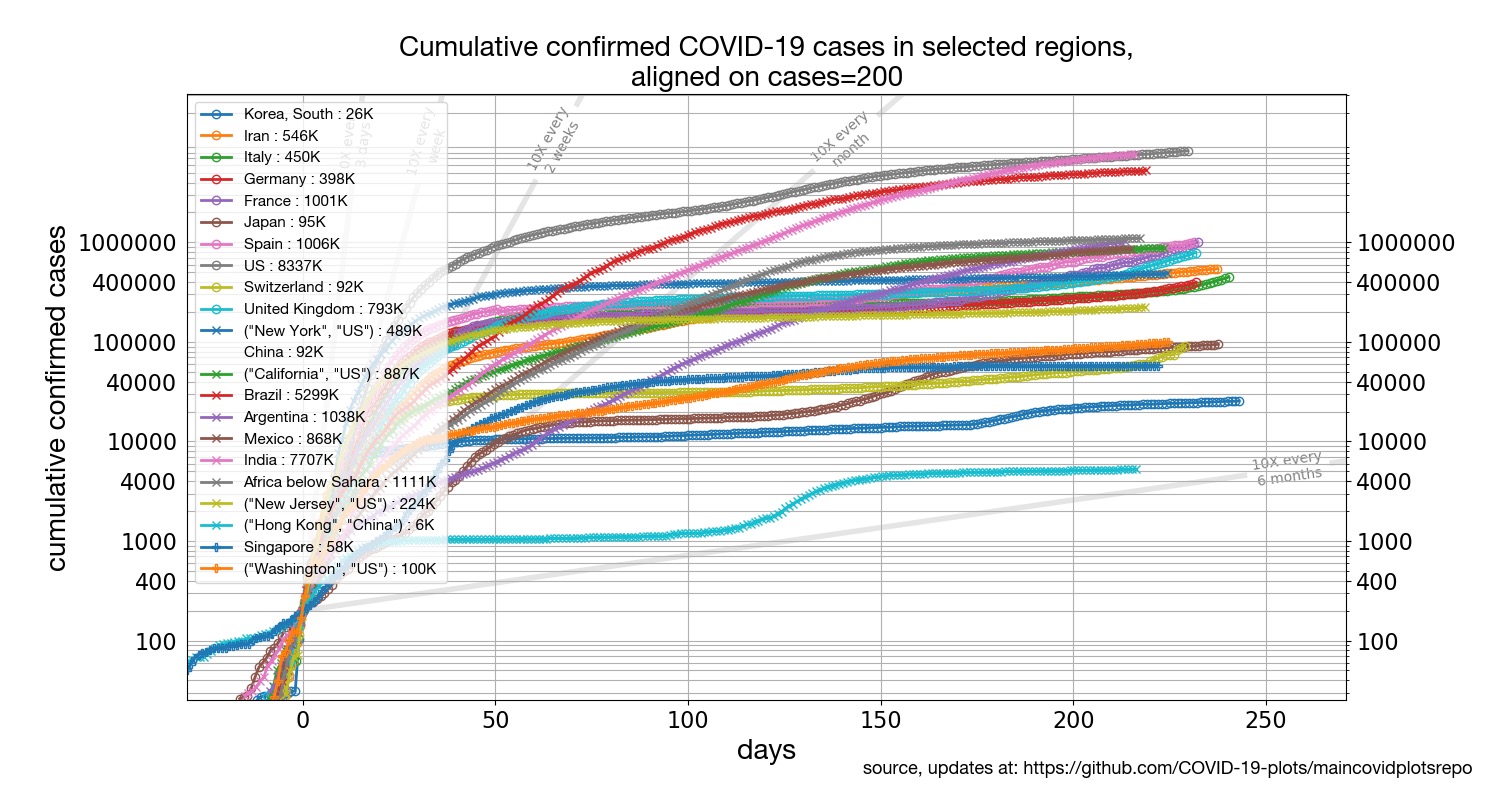 Cumulative confirmed COVID-19 cases in selected regions,
aligned on cases=200
cumulative confirmed cases
1000000
400000
100000
40000
10000
4000
1000
400
100
Korea, South : 26K
Iran : 546K
Italy : 450K
Germany : 398K
France : 1001K
Japan : 95K
Spain : 1006K
US : 8337K
Switzerland : 92K
United Kingdom : 793K
("New York", "US") : 489K
China : 92K
("California", "US") : 887K
Brazil : 5299K
Argentina : 1038K
Mexico : 868K
India : 7707K
Africa below Sahara : 1111K
("New Jersey", "US") : 224K
("Hong Kong", "China") : 6K
Singapore : 58K
("Washington", "US") : 100K
10X every
3 days
10X every
week
10X every
2 weeks
10X every
month
10X every
6 months
1000000
400000
100000
40000
10000
4000
1000
400
100
0
50
100
150
200
250
days
source, updates at: https://github.com/COVID-19-plots/maincovidplotsrepo